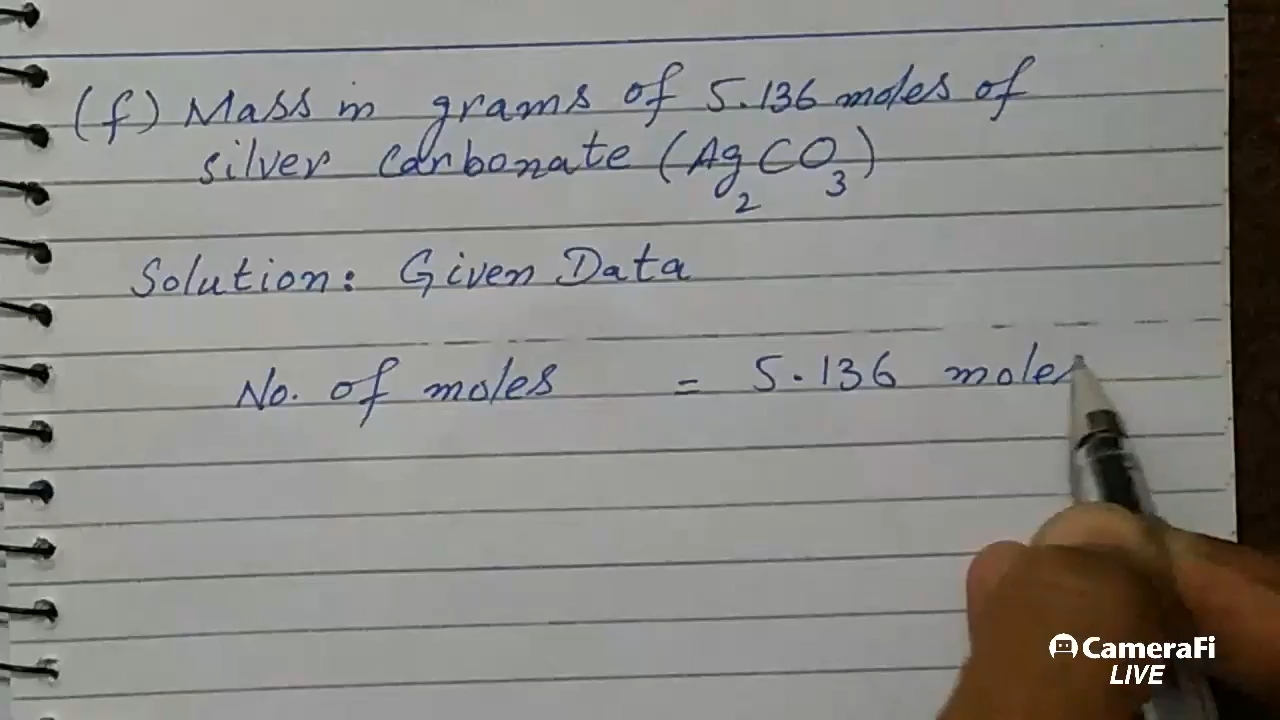 (f) Mass in grams of 5.136 moles of
silver carbonate (Ag₂CO₃)
Solution: Given Data
No. of moles = 5.136 moles
CameraFi
LIVE